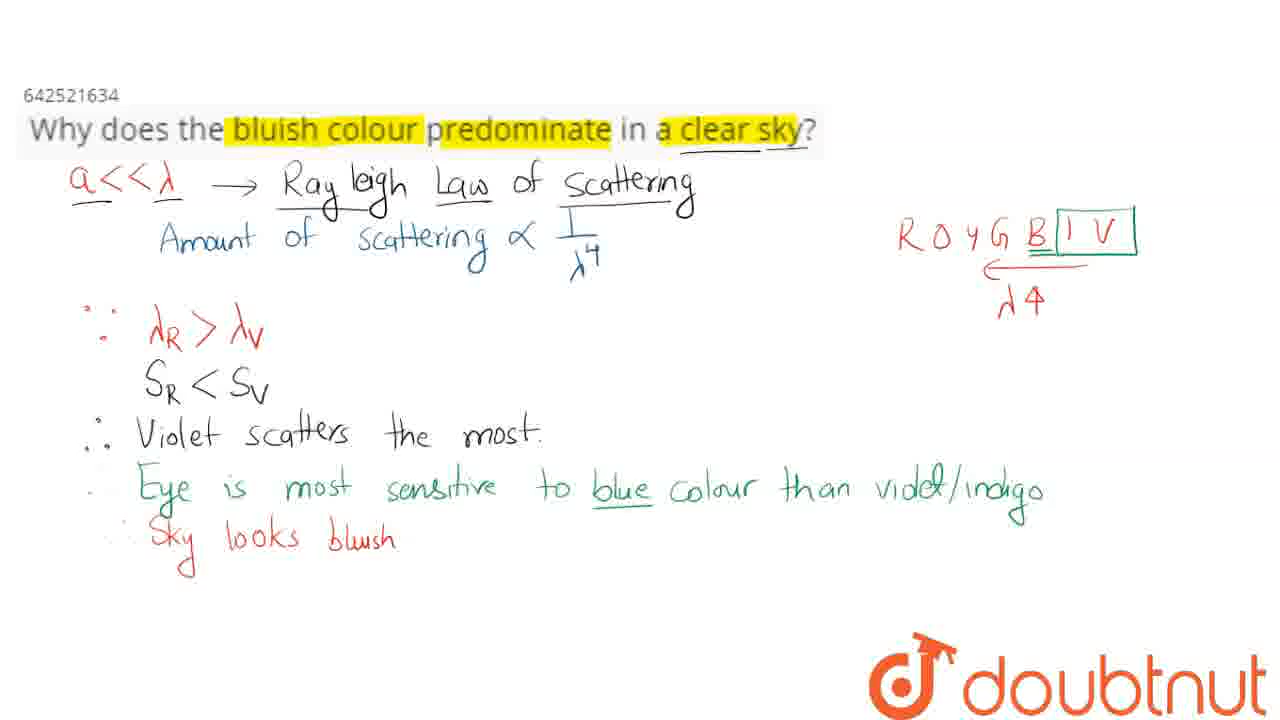 642521634
Why does the bluish colour predominate in a clear sky?
a<<λ → Rayleigh Law of scattering
Amount of scattering ∝ 1/λ⁴
R O Y G B I V
λ↑
∵ λR > λV
SR < SV
∴ Violet scatters the most.
Eye is most sensitive to blue colour than violet/indigo
∴ Sky looks bluish
doubtnut